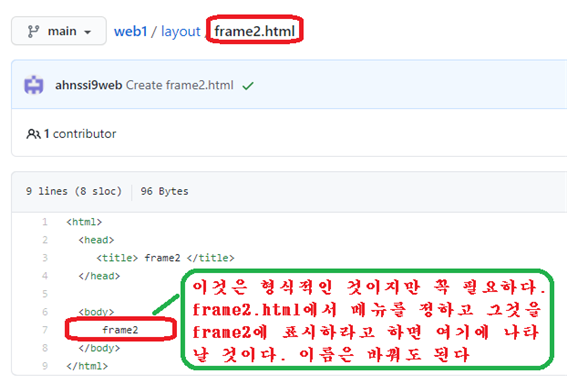 main
web1 / layout / frame2.html
ahnssi9web Create frame2.html
1 contributor
9 lines (8 sloc) 96 Bytes
1 <html>
2 <head>
3 <title> frame2 </title>
4 </head>
5
6 <body>
7 frame2
8 </body>
9 </html>
이것은 형식적인 것이지만 꼭 필요하다.
frame2.html에서 메뉴를 정하고 그것을
frame2에 표시하라고 하면 여기에 나타
날 것이다. 이름은 바꿔도 된다